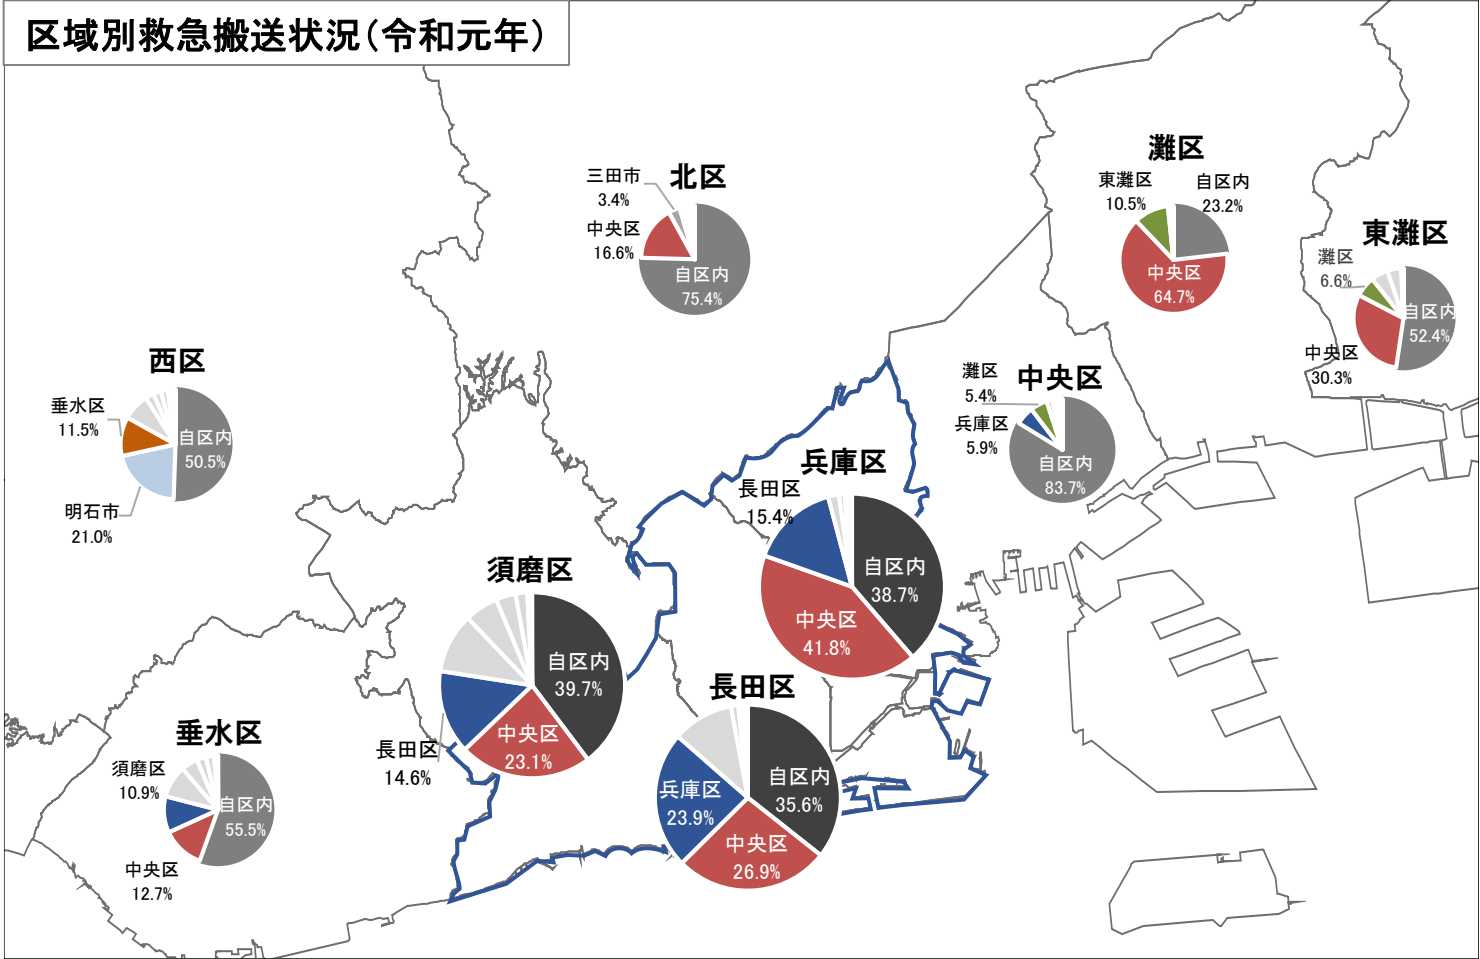 区域別救急搬送状況（令和元年）
灘区
東灘区
10.5%
自区内
23.2%
中央区
64.7%
北区
三田市
3.4%
中央区
16.6%
自区内
75.4%
東灘区
灘区
6.6%
自区内
52.4%
中央区
30.3%
西区
垂水区
11.5%
自区内
50.5%
明石市
21.0%
中央区
灘区
5.4%
兵庫区
5.9%
自区内
83.7%
兵庫区
長田区
15.4%
自区内
38.7%
中央区
41.8%
須磨区
自区内
39.7%
中央区
23.1%
長田区
14.6%
長田区
自区内
35.6%
兵庫区
23.9%
中央区
26.9%
垂水区
須磨区
10.9%
自区内
55.5%
中央区
12.7%